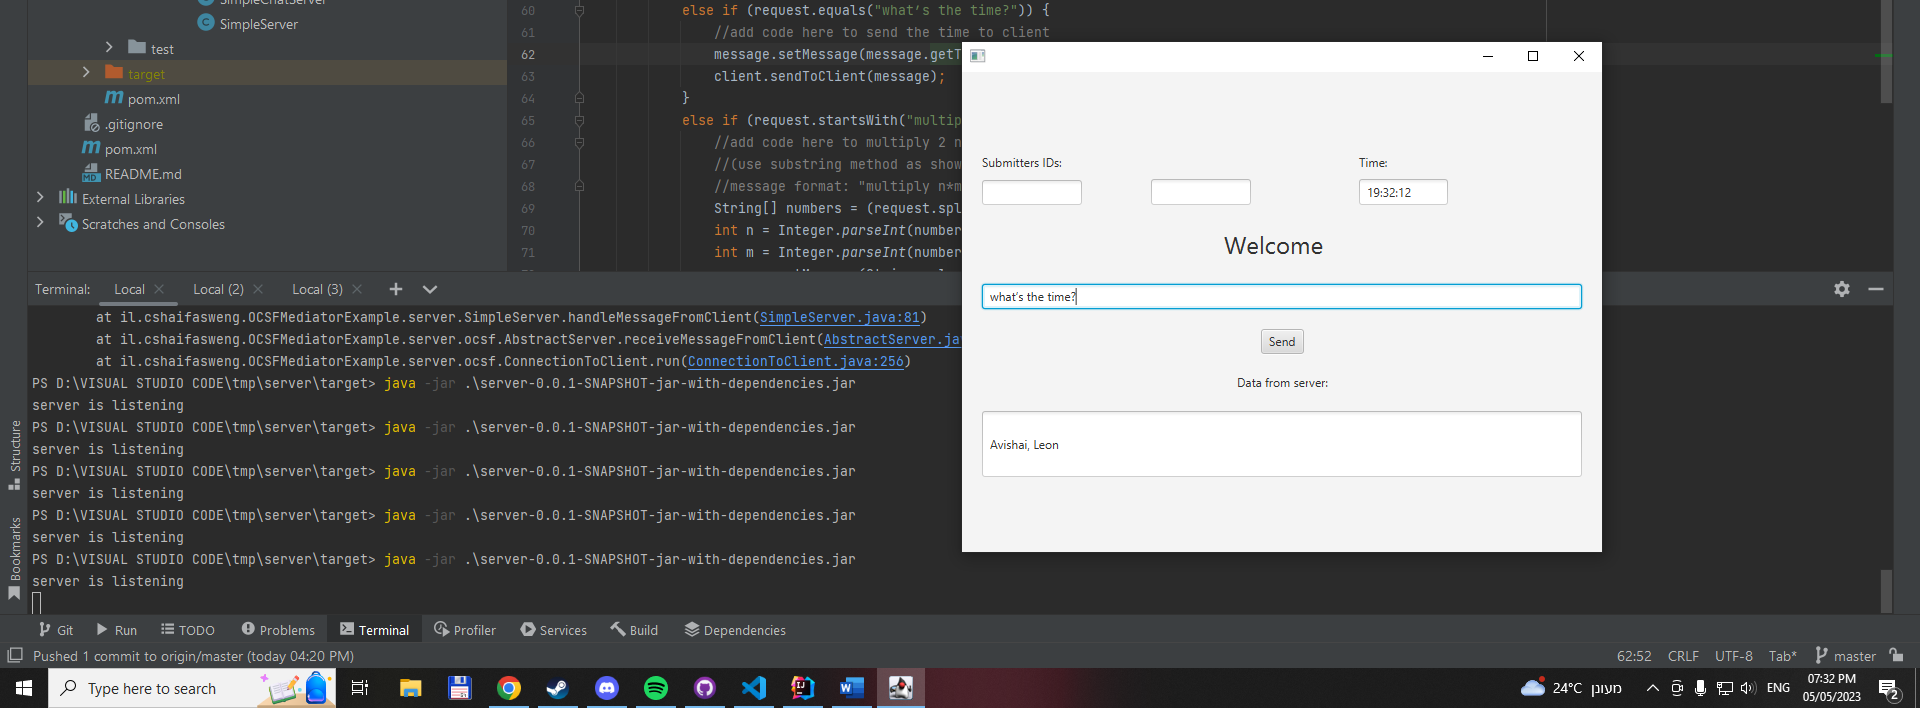 SimpleChatServer
SimpleServer
test
target
pom.xml
.gitignore
pom.xml
README.md
External Libraries
Scratches and Consoles
60 else if (request.equals("what's the time?")) {
61 //add code here to send the time to client
62 message.setMessage(message.getT
63 client.sendToClient(message);
64 }
65 else if (request.startsWith("multip
66 //add code here to multiply 2 n
67 //(use substring method as show
68 //message format: "multiply n*m
69 String[] numbers = (request.spl
70 int n = Integer.parseInt(number
71 int m = Integer.parseInt(number
Submitters IDs:
Time:
19:32:12
Welcome
what's the time?
Send
Data from server:
Avishai, Leon
Terminal: Local Local (2) Local (3)
at il.cshaifasweng.OCSFMediatorExample.server.SimpleServer.handleMessageFromClient(SimpleServer.java:81)
at il.cshaifasweng.OCSFMediatorExample.server.ocsf.AbstractServer.receiveMessageFromClient(AbstractServer.ja
at il.cshaifasweng.OCSFMediatorExample.server.ocsf.ConnectionToClient.run(ConnectionToClient.java:256)
PS D:\VISUAL STUDIO CODE\tmp\server\target> java -jar .\server-0.0.1-SNAPSHOT-jar-with-dependencies.jar
server is listening
PS D:\VISUAL STUDIO CODE\tmp\server\target> java -jar .\server-0.0.1-SNAPSHOT-jar-with-dependencies.jar
server is listening
PS D:\VISUAL STUDIO CODE\tmp\server\target> java -jar .\server-0.0.1-SNAPSHOT-jar-with-dependencies.jar
server is listening
PS D:\VISUAL STUDIO CODE\tmp\server\target> java -jar .\server-0.0.1-SNAPSHOT-jar-with-dependencies.jar
server is listening
PS D:\VISUAL STUDIO CODE\tmp\server\target> java -jar .\server-0.0.1-SNAPSHOT-jar-with-dependencies.jar
server is listening
Structure
Bookmarks
Git Run TODO Problems Terminal Profiler Services Build Dependencies
Pushed 1 commit to origin/master (today 04:20 PM)
62:52 CRLF UTF-8 Tab* master
Type here to search
24°C מעונן
ENG
07:32 PM
05/05/2023
2